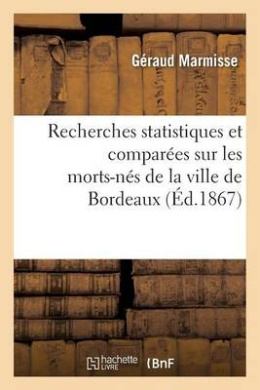 Géraud Marmisse
Recherches statistiques et comparées sur les
morts-nés de la ville de
Bordeaux (Éd.1867)
hachette
LIVRE
{BnF